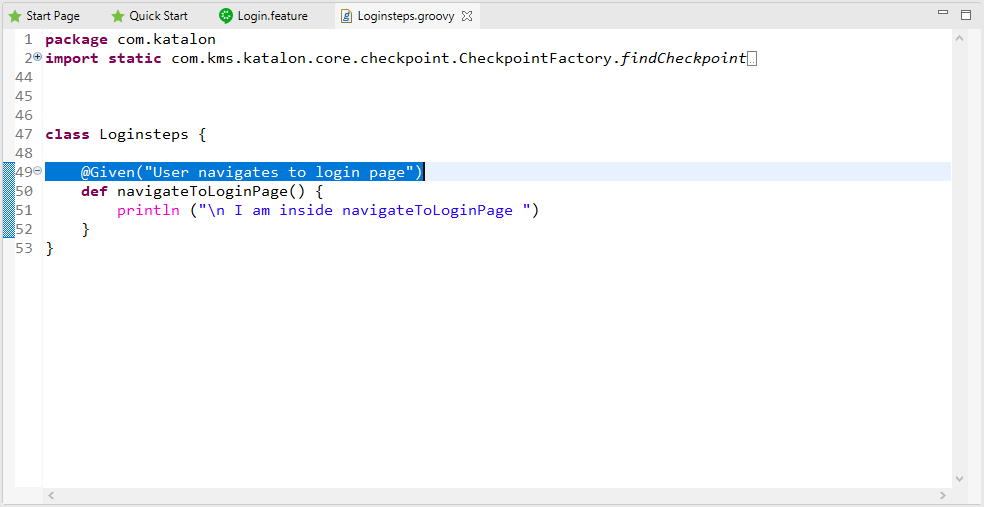 Start Page Quick Start Login.feature Loginsteps.groovy
1 package com.katalon
2 import static com.kms.katalon.core.checkpoint.CheckpointFactory.findCheckpoint..
44
45
46
47 class Loginsteps {
48
49 @Given("User navigates to login page")
50 def navigateToLoginPage() {
51 println ("\n I am inside navigateToLoginPage ")
52 }
53 }